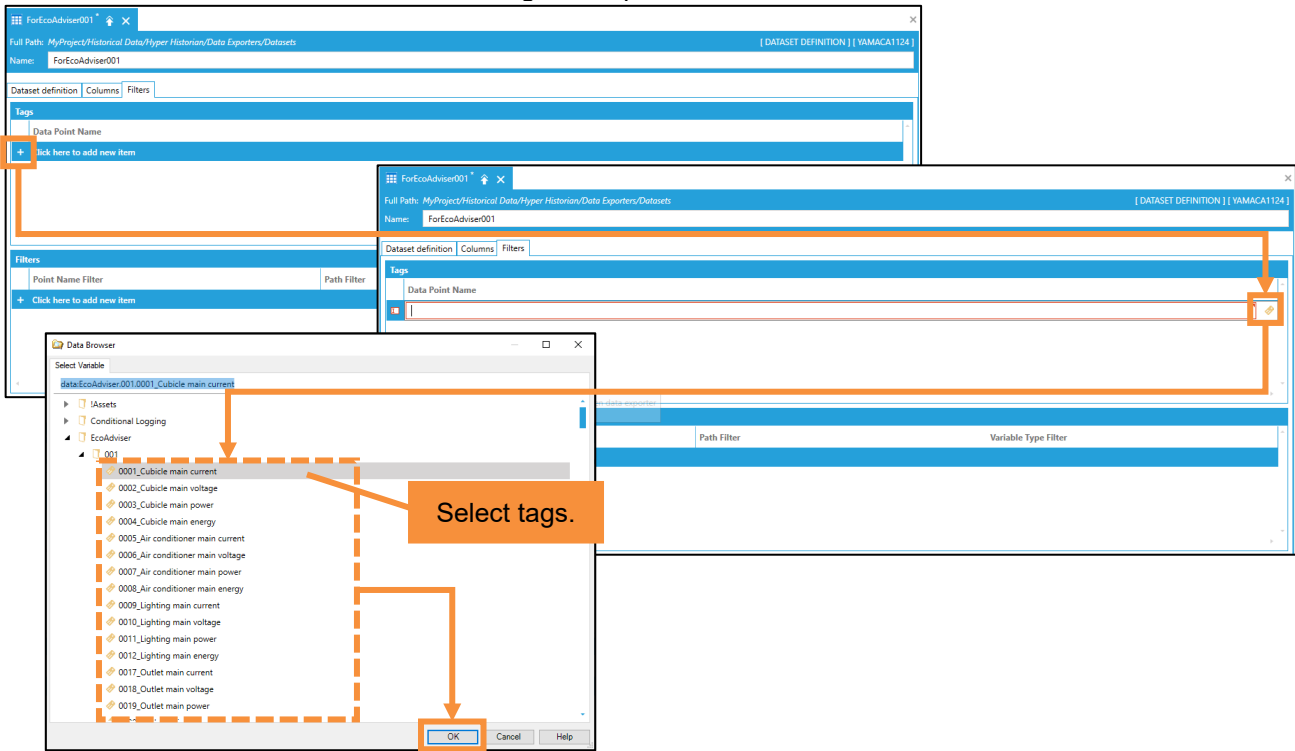 ForEcoAdviser001*
Full Path: MyProject/Historical Data/Hyper Historian/Data Exporters/Datasets [ DATASET DEFINITION ] [ YAMACA1124 ]
Name: ForEcoAdviser001
Dataset definition Columns Filters
Tags
Data Point Name
+ Click here to add new item
Filters
Point Name Filter Path Filter
+ Click here to add new item
ForEcoAdviser001*
Full Path: MyProject/Historical Data/Hyper Historian/Data Exporters/Datasets [ DATASET DEFINITION ] [ YAMACA1124 ]
Name: ForEcoAdviser001
Dataset definition Columns Filters
Tags
Data Point Name
data exporter
Path Filter Variable Type Filter
Data Browser
Select Variable
data:EcoAdviser.001.0001_Cubicle main current
!Assets
Conditional Logging
EcoAdviser
001
0001_Cubicle main current
0002_Cubicle main voltage
0003_Cubicle main power
0004_Cubicle main energy
0005_Air conditioner main current
0006_Air conditioner main voltage
0007_Air conditioner main power
0008_Air conditioner main energy
0009_Lighting main current
0010_Lighting main voltage
0011_Lighting main power
0012_Lighting main energy
0017_Outlet main current
0018_Outlet main voltage
0019_Outlet main power
Select tags.
OK Cancel Help